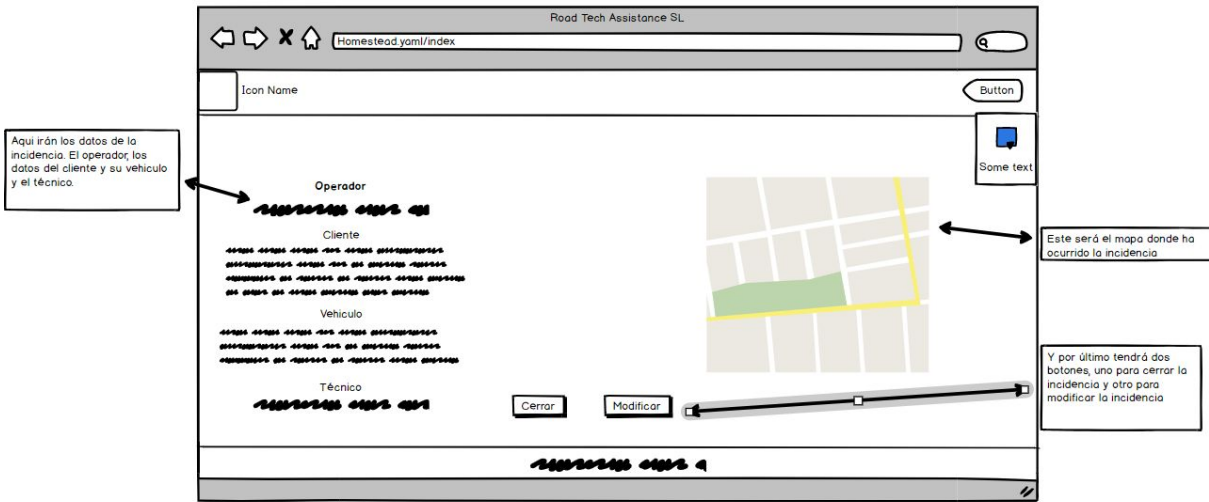 Road Tech Assistance SL
Homestead.yaml/index
Icon Name
Button
Some text
Aqui irán los datos de la
incidencia. El operador, los
datos del cliente y su vehiculo
y el técnico.
Operador
Cliente
Vehiculo
Técnico
Cerrar
Modificar
Este será el mapa donde ha
ocurrido la incidencia
Y por último tendrá dos
botones, uno para cerrar la
incidencia y otro para
modificar la incidencia